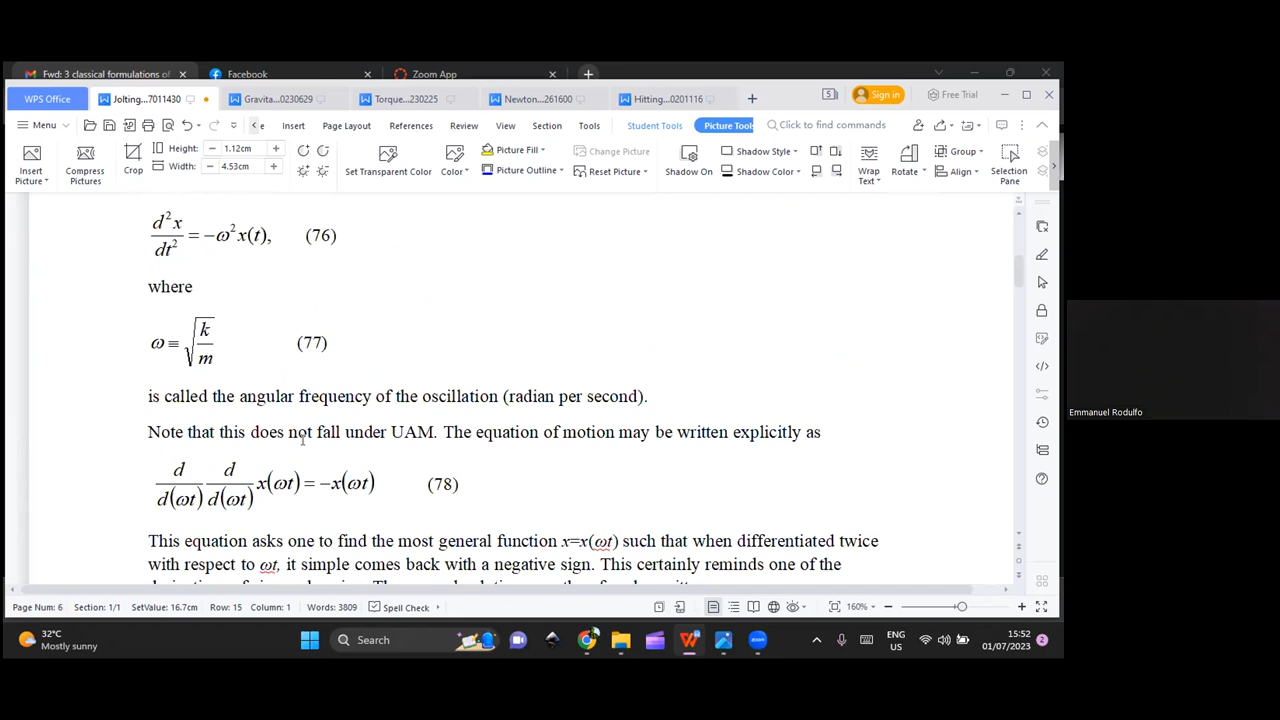 Fwd: 3 classical formulations of
Facebook
Zoom App
WPS Office
Jolting...7011430
Gravita...0230629
Torque...230225
Newton...261600
Hitting...0201116
Sign in
Free Trial
Menu
e
Insert
Page Layout
References
Review
View
Section
Tools
Student Tools
Picture Tools
Click to find commands
Insert Picture
Compress Pictures
Crop
Height: 1.12cm
Width: 4.53cm
Set Transparent Color
Color
Picture Fill
Picture Outline
Change Picture
Reset Picture
Shadow On
Shadow Style
Shadow Color
Wrap Text
Rotate
Group
Align
Selection Pane
d²x/dt² = −ω²x(t), (76)
where
ω ≡ √(k/m) (77)
is called the angular frequency of the oscillation (radian per second).
Note that this does not fall under UAM. The equation of motion may be written explicitly as
d/d(ωt) d/d(ωt) x(ωt) = −x(ωt) (78)
This equation asks one to find the most general function x=x(ωt) such that when differentiated twice
with respect to ωt, it simple comes back with a negative sign. This certainly reminds one of the
Page Num: 6 Section: 1/1 SetValue: 16.7cm Row: 15 Column: 1 Words: 3809 Spell Check 160%
32°C
Mostly sunny
Search
ENG
US
15:52
01/07/2023
2
Emmanuel Rodulfo